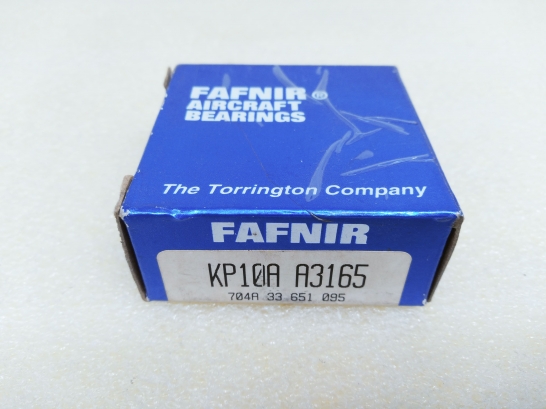 FAFNIR®
AIRCRAFT
BEARINGS
The Torrington Company
FAFNIR
KP10A A3165
704A 33 651 095